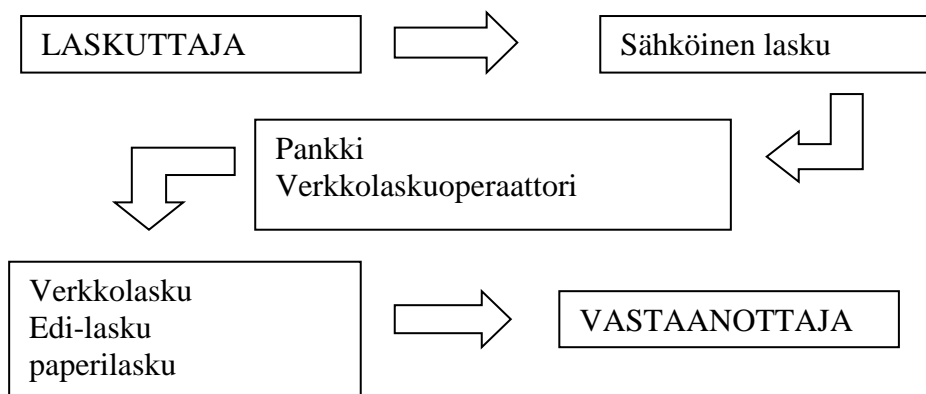 LASKUTTAJA
Sähköinen lasku
Pankki
Verkkolaskuoperaattori
Verkkolasku
Edi-lasku
paperilasku
VASTAANOTTAJA